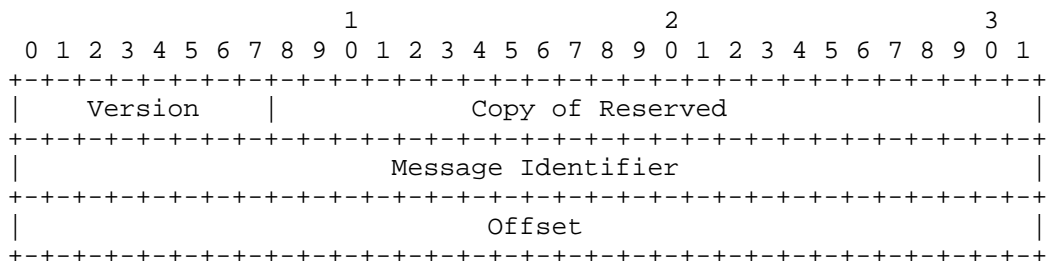 1                   2                   3
 0 1 2 3 4 5 6 7 8 9 0 1 2 3 4 5 6 7 8 9 0 1 2 3 4 5 6 7 8 9 0 1
+-+-+-+-+-+-+-+-+-+-+-+-+-+-+-+-+-+-+-+-+-+-+-+-+-+-+-+-+-+-+-+-+
|    Version    |            Copy of Reserved                   |
+-+-+-+-+-+-+-+-+-+-+-+-+-+-+-+-+-+-+-+-+-+-+-+-+-+-+-+-+-+-+-+-+
|                       Message Identifier                      |
+-+-+-+-+-+-+-+-+-+-+-+-+-+-+-+-+-+-+-+-+-+-+-+-+-+-+-+-+-+-+-+-+
|                             Offset                            |
+-+-+-+-+-+-+-+-+-+-+-+-+-+-+-+-+-+-+-+-+-+-+-+-+-+-+-+-+-+-+-+-+